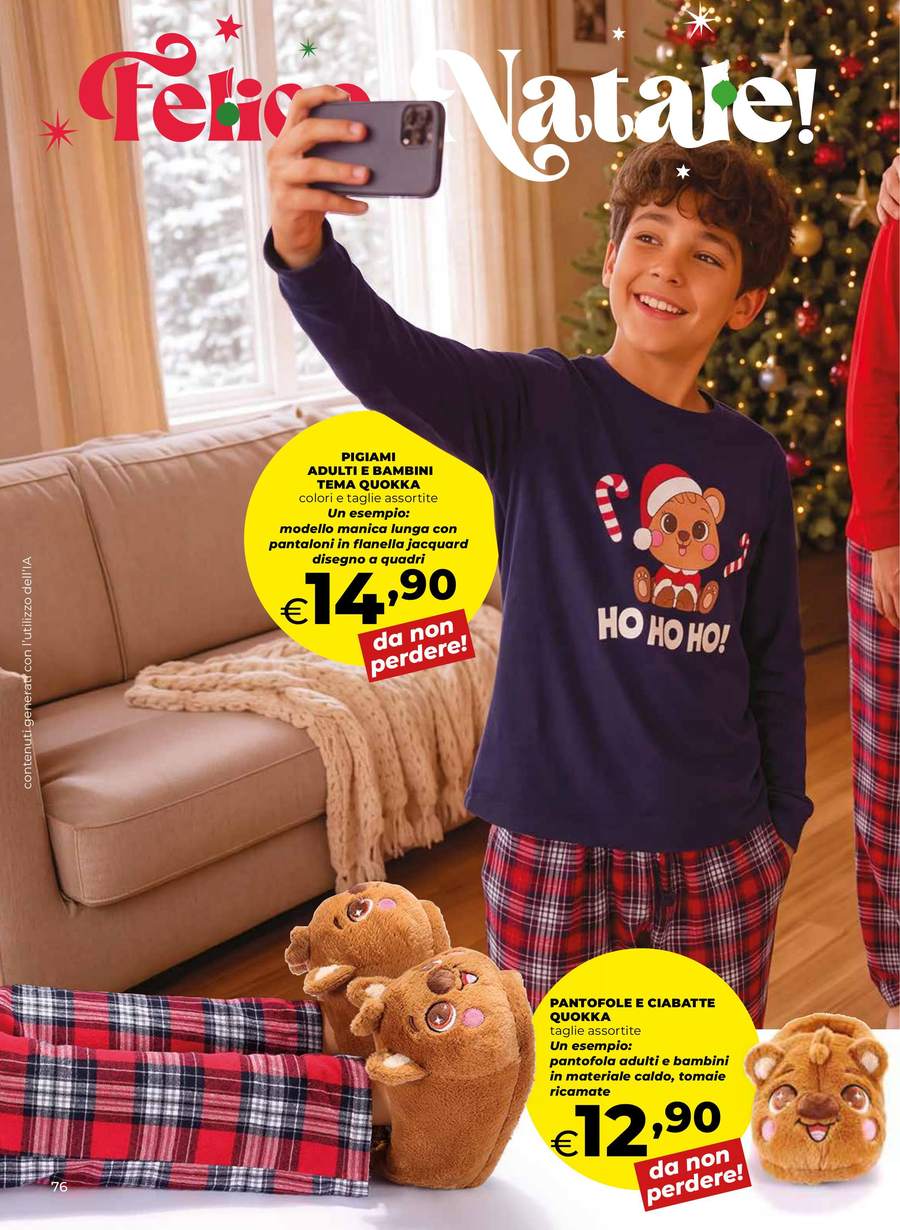 Felice Natale!
PIGIAMI
ADULTI E BAMBINI
TEMA QUOKKA
colori e taglie assortite
Un esempio:
modello manica lunga con
pantaloni in flanella jacquard
disegno a quadri
€14,90
da non
perdere!
HO HO HO!
contenuti generati con l'utilizzo dell'IA
PANTOFOLE E CIABATTE
QUOKKA
taglie assortite
Un esempio:
pantofola adulti e bambini
in materiale caldo, tomaie
ricamate
€12,90
da non
perdere!
76